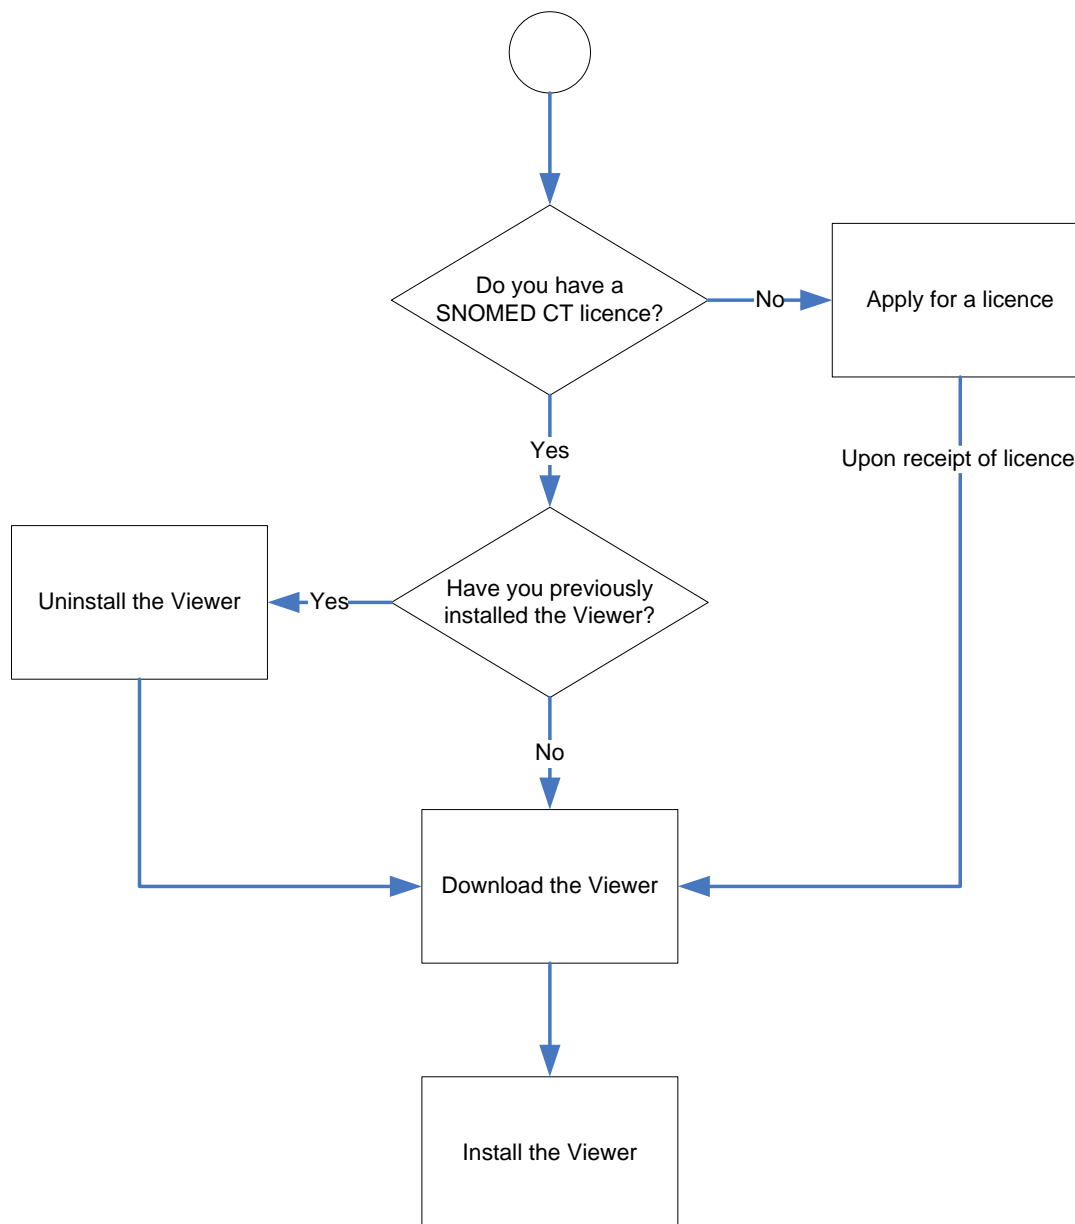 Do you have a
SNOMED CT licence?
No
Apply for a licence
Yes
Upon receipt of licence
Uninstall the Viewer
Yes
Have you previously
installed the Viewer?
No
Download the Viewer
Install the Viewer